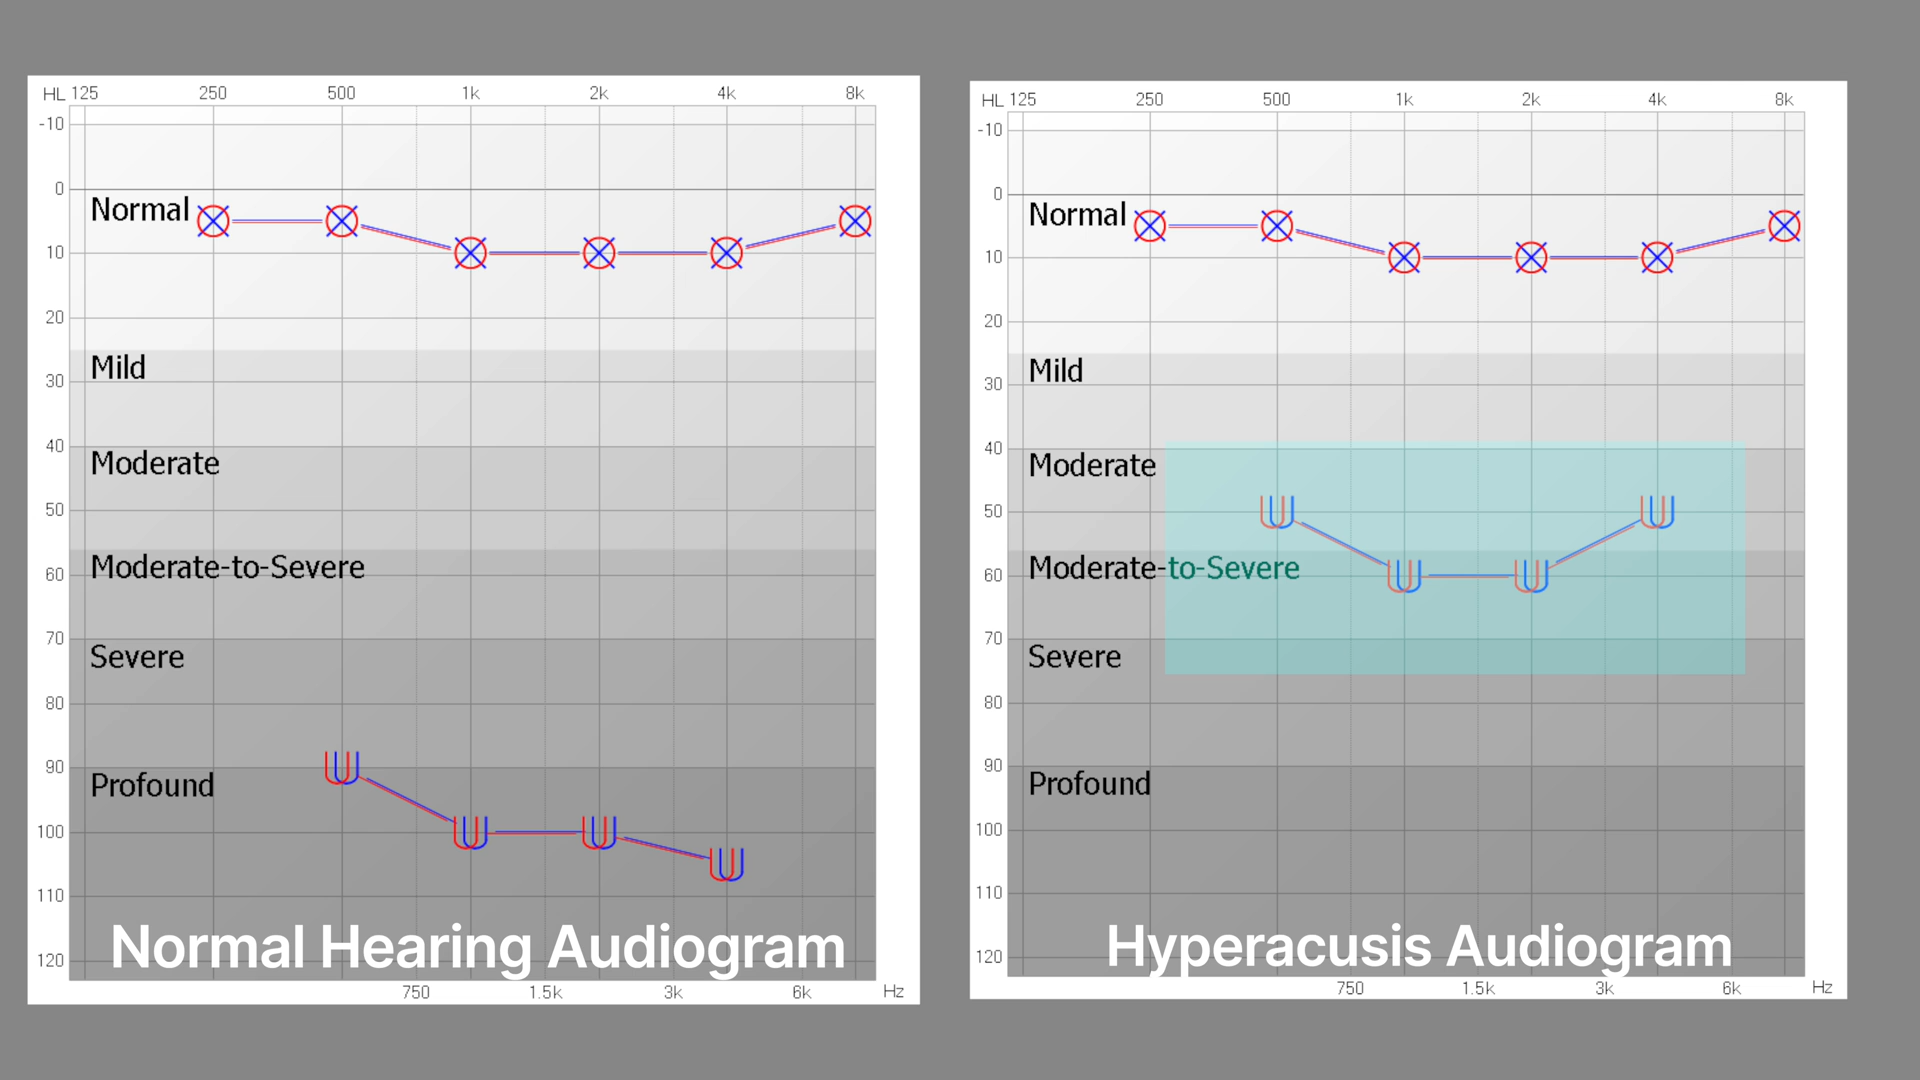 HL 125 250 500 1k 2k 4k 8k
-10
0
Normal
10
20
Mild
30
40
Moderate
50
Moderate-to-Severe
60
70
Severe
80
90
Profound
100
110
Normal Hearing Audiogram
120
750 1.5k 3k 6k Hz
HL 125 250 500 1k 2k 4k 8k
-10
0
Normal
10
20
Mild
30
40
Moderate
50
Moderate-to-Severe
60
70
Severe
80
90
Profound
100
110
Hyperacusis Audiogram
120
750 1.5k 3k 6k Hz